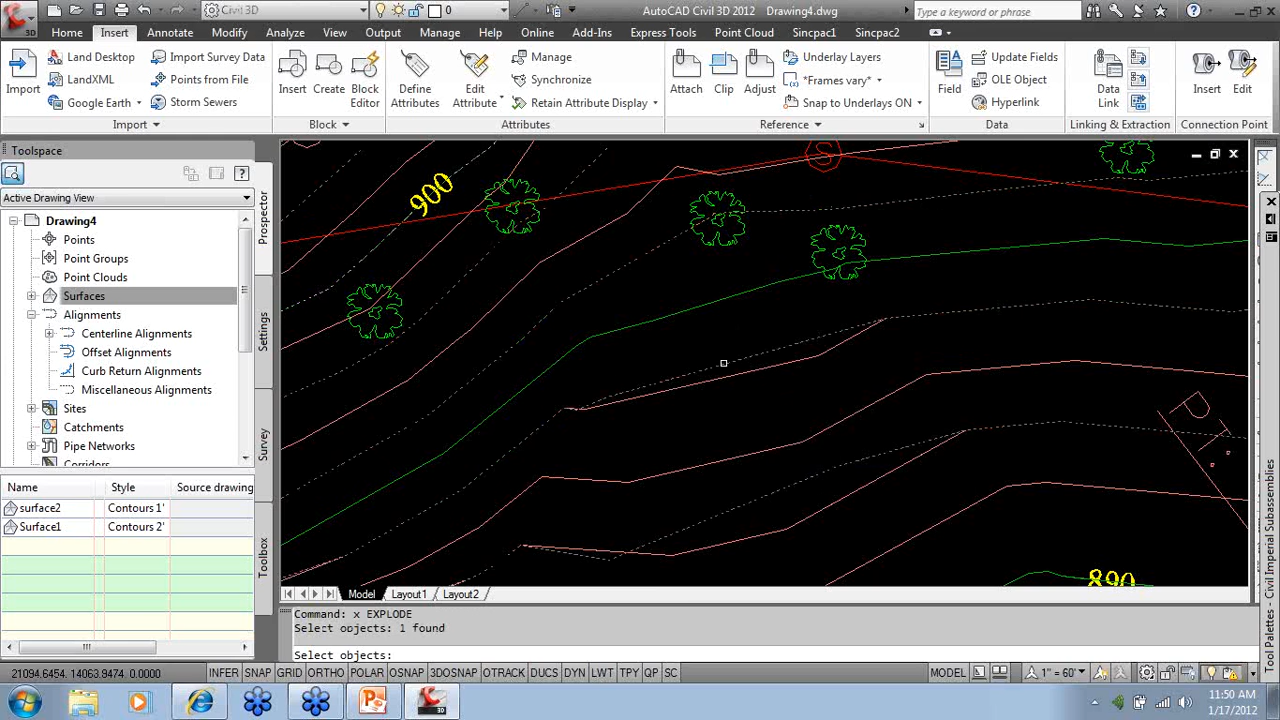 Civil 3D
0
AutoCAD Civil 3D 2012 Drawing4.dwg
Type a keyword or phrase
3D
Home Insert Annotate Modify Analyze View Output Manage Help Online Add-Ins Express Tools Point Cloud Sincpac1 Sincpac2
Land Desktop Import Survey Data
LandXML Points from File
Google Earth Storm Sewers
Import
Insert Create Block Editor
Define Attributes Edit Attributes
Manage
Synchronize
Retain Attribute Display
Attach Clip Adjust
Underlay Layers
*Frames vary*
Snap to Underlays ON
Field
Update Fields
OLE Object
Hyperlink
Data Link
Insert Edit
Import Block Attributes Reference Data Linking & Extraction Connection Point
Toolspace
Active Drawing View
Drawing4
Points
Point Groups
Point Clouds
Surfaces
Alignments
Centerline Alignments
Offset Alignments
Curb Return Alignments
Miscellaneous Alignments
Sites
Catchments
Pipe Networks
Corridors
Prospector
Settings
Survey
Toolbox
Name Style Source drawing
surface2 Contours 1'
Surface1 Contours 2'
900
S
P
890
Model Layout1 Layout2
Command: x EXPLODE
Select objects: 1 found
Select objects:
Tool Palettes - Civil Imperial Subassemblies
21094.6454, 14063.9474, 0.0000
INFER SNAP GRID ORTHO POLAR OSNAP 3DOSNAP OTRACK DUCS DYN LWT TPY QP SC
MODEL
1" = 60'
11:50 AM
1/17/2012